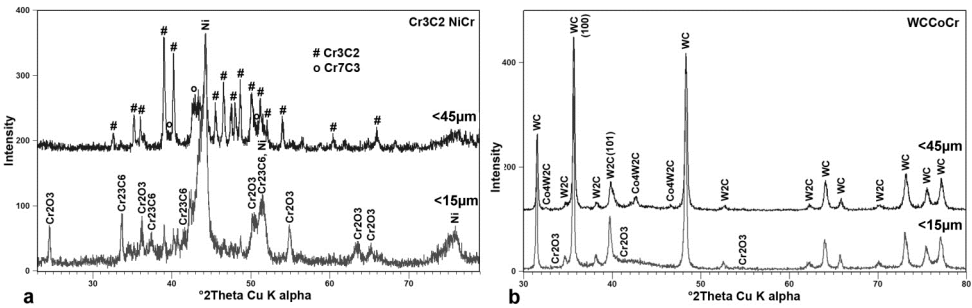 Cr3C2 NiCr
# Cr3C2
o Cr7C3
400
300
200
100
0
Intensity
# # # # # Ni # # # # # # # # # #
o o o
<45µm
<15µm
Cr2O3
Cr23C6
Cr2O3
Cr23C6
Cr23C6
Cr2O3
Cr23C6, Ni
Cr2O3
Cr2O3
Cr2O3
Ni
30 40 50 60 70
°2Theta Cu K alpha
a
WCCoCr
400
200
0
Intensity
WC
Co4W2C
W2C
WC (100)
W2C
W2C (101)
Co4W2C
Co4W2C
WC
W2C
W2C
WC
WC
W2C
WC
WC
WC
<45µm
<15µm
Cr2O3
Cr2O3
Cr2O3
30 40 50 60 70 80
°2Theta Cu K alpha
b